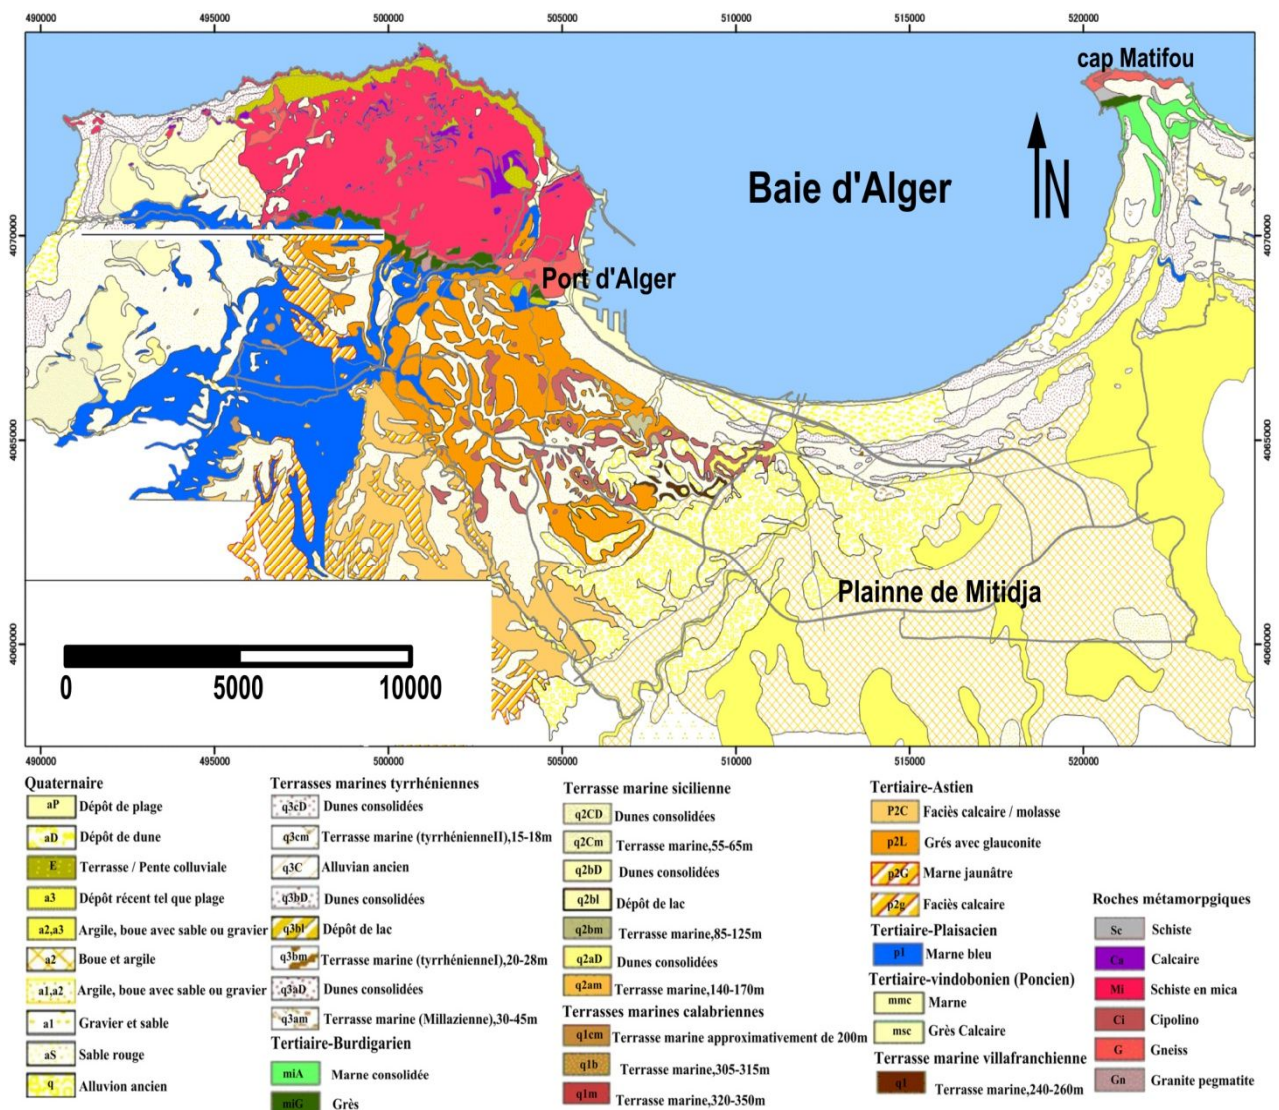 490000 495000 500000 505000 510000 515000 520000
cap Matifou
Baie d'Alger
N
4070000 4070000
Port d'Alger
4065000 4065000
Plainne de Mitidja
4060000 4060000
0 5000 10000
490000 495000 500000 505000 510000 515000 520000
Quaternaire
aP Dépôt de plage
aD Dépôt de dune
E Terrasse / Pente colluviale
a3 Dépôt récent tel que plage
a2,a3 Argile, boue avec sable ou gravier
a2 Boue et argile
a1,a2 Argile, boue avec sable ou gravier
a1 Gravier et sable
aS Sable rouge
q Alluvion ancien
Terrasses marines tyrrhéniennes
q3cD Dunes consolidées
q3cm Terrasse marine (tyrrhénienneII),15-18m
q3C Alluvian ancien
q3bD Dunes consolidées
q3bl Dépôt de lac
q3bm Terrasse marine (tyrrhénienneI),20-28m
q3aD Dunes consolidées
q3am Terrasse marine (Millazienne),30-45m
Tertiaire-Burdigarien
miA Marne consolidée
miG Grès
Terrasse marine sicilienne
q2CD Dunes consolidées
q2Cm Terrasse marine,55-65m
q2bD Dunes consolidées
q2bl Dépôt de lac
q2bm Terrasse marine,85-125m
q2aD Dunes consolidées
q2am Terrasse marine,140-170m
Terrasses marines calabriennes
q1cm Terrasse marine approximativement de 200m
q1b Terrasse marine,305-315m
q1m Terrasse marine,320-350m
Tertiaire-Astien
P2C Faciès calcaire / molasse
p2L Grés avec glauconite
p2G Marne jaunâtre
p2g Faciès calcaire
Tertiaire-Plaisacien
p1 Marne bleu
Tertiaire-vindobonien (Poncien)
mmc Marne
msc Grès Calcaire
Terrasse marine villafranchienne
q1 Terrasse marine,240-260m
Roches métamorpgiques
Sc Schiste
Ca Calcaire
Mi Schiste en mica
Ci Cipolino
G Gneiss
Gn Granite pegmatite